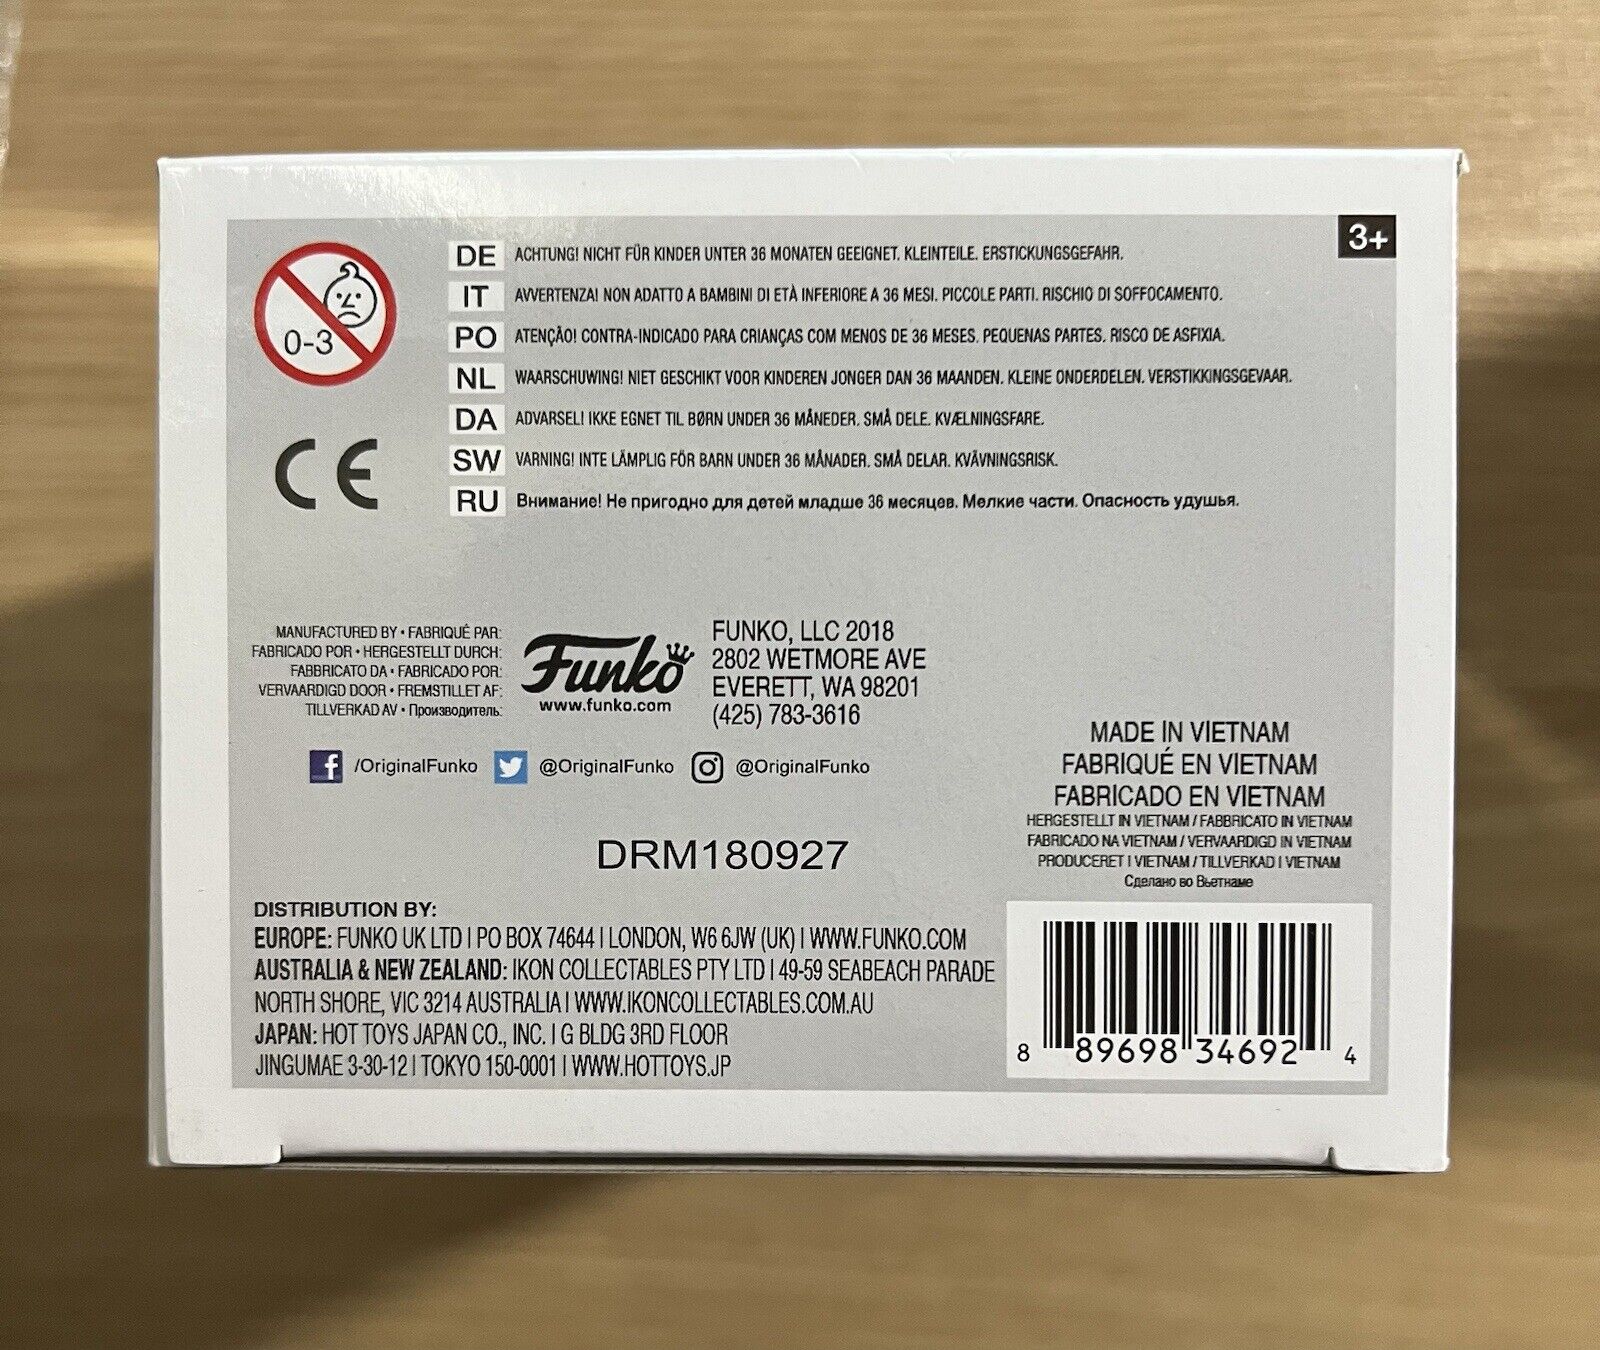 3+
0-3
DE ACHTUNG! NICHT FÜR KINDER UNTER 36 MONATEN GEEIGNET. KLEINTEILE. ERSTICKUNGSGEFAHR.
IT AVVERTENZA! NON ADATTO A BAMBINI DI ETÀ INFERIORE A 36 MESI. PICCOLE PARTI. RISCHIO DI SOFFOCAMENTO.
PO ATENÇÃO! CONTRA-INDICADO PARA CRIANÇAS COM MENOS DE 36 MESES. PEQUENAS PARTES. RISCO DE ASFIXIA.
NL WAARSCHUWING! NIET GESCHIKT VOOR KINDEREN JONGER DAN 36 MAANDEN. KLEINE ONDERDELEN. VERSTIKKINGSGEVAAR.
DA ADVARSEL! IKKE EGNET TIL BØRN UNDER 36 MÅNEDER. SMÅ DELE. KVÆLNINGSFARE.
SW VARNING! INTE LÄMPLIG FÖR BARN UNDER 36 MÅNADER. SMÅ DELAR. KVÄVNINGSRISK.
RU Внимание! Не пригодно для детей младше 36 месяцев. Мелкие части. Опасность удушья.
CE
MANUFACTURED BY • FABRIQUÉ PAR:
FABRICADO POR • HERGESTELLT DURCH:
FABBRICATO DA • FABRICADO POR:
VERVAARDIGD DOOR • FREMSTILLET AF:
TILLVERKAD AV • Производитель:
Funko
www.funko.com
FUNKO, LLC 2018
2802 WETMORE AVE
EVERETT, WA 98201
(425) 783-3616
/OriginalFunko @OriginalFunko @OriginalFunko
MADE IN VIETNAM
FABRIQUÉ EN VIETNAM
FABRICADO EN VIETNAM
HERGESTELLT IN VIETNAM / FABBRICATO IN VIETNAM
FABRICADO NA VIETNAM / VERVAARDIGD IN VIETNAM
PRODUCERET I VIETNAM / TILLVERKAD I VIETNAM
Сделано во Вьетнаме
DRM180927
DISTRIBUTION BY:
EUROPE: FUNKO UK LTD | PO BOX 74644 | LONDON, W6 6JW (UK) | WWW.FUNKO.COM
AUSTRALIA & NEW ZEALAND: IKON COLLECTABLES PTY LTD | 49-59 SEABEACH PARADE
NORTH SHORE, VIC 3214 AUSTRALIA | WWW.IKONCOLLECTABLES.COM.AU
JAPAN: HOT TOYS JAPAN CO., INC. | G BLDG 3RD FLOOR
JINGUMAE 3-30-12 | TOKYO 150-0001 | WWW.HOTTOYS.JP
8 89698 34692 4